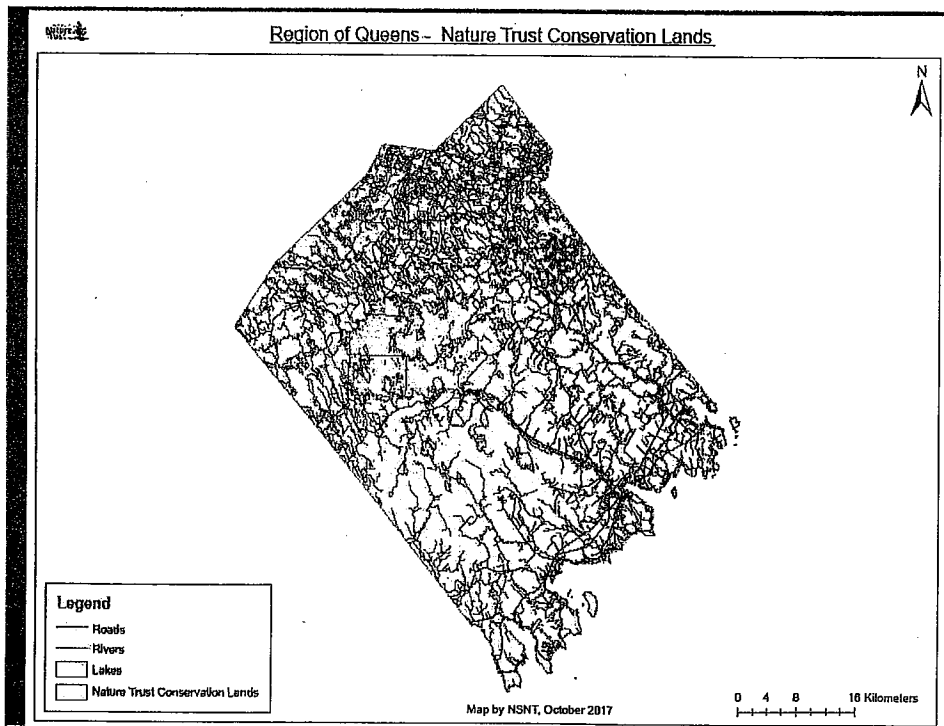 Region of Queens - Nature Trust Conservation Lands
N
Legend
Roads
Rivers
Lakes
Nature Trust Conservation Lands
Map by NSNT, October 2017
0 4 8 16 Kilometers